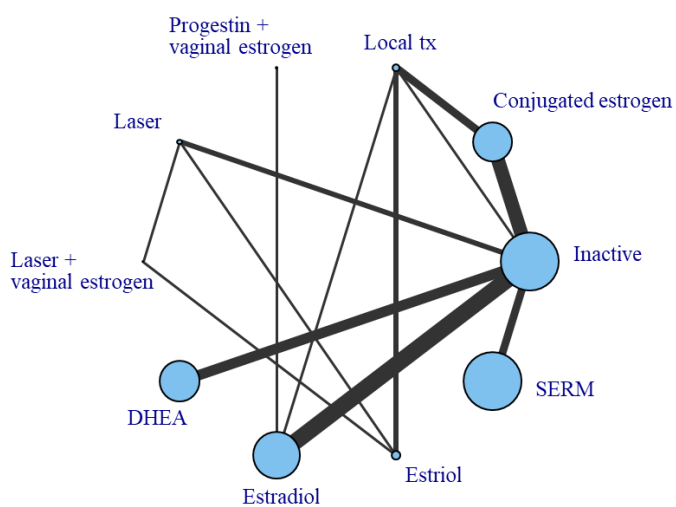 Progestin +
vaginal estrogen
Local tx
Conjugated estrogen
Laser
Inactive
Laser +
vaginal estrogen
SERM
DHEA
Estriol
Estradiol